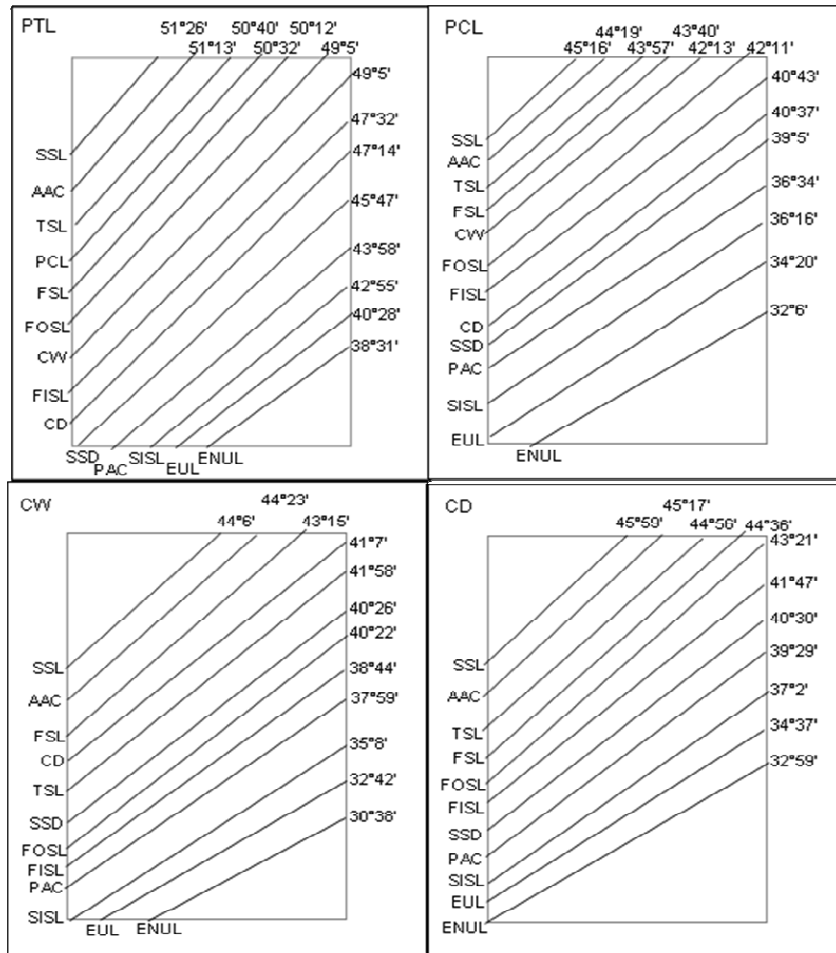 PTL
51°26' 50°40' 50°12'
51°13' 50°32' 49°5'
49°5'
47°32'
47°14'
45°47'
43°58'
42°55'
40°28'
38°31'
SSL
AAC
TSL
PCL
FSL
FOSL
CW
FISL
CD
SSD
PAC
SISL
EUL
ENUL
PCL
44°19' 43°40'
45°16' 43°57' 42°13' 42°11'
40°43'
40°37'
39°5'
36°34'
36°16'
34°20'
32°6'
SSL
AAC
TSL
FSL
CW
FOSL
FISL
CD
SSD
PAC
SISL
EUL
ENUL
CW
44°23'
44°6' 43°15'
41°7'
41°58'
40°26'
40°22'
38°44'
37°59'
35°8'
32°42'
30°38'
SSL
AAC
FSL
CD
TSL
SSD
FOSL
FISL
PAC
SISL
EUL
ENUL
CD
45°17'
45°59' 44°56' 44°36'
43°21'
41°47'
40°30'
39°29'
37°2'
34°37'
32°59'
SSL
AAC
TSL
FSL
FOSL
FISL
SSD
PAC
SISL
EUL
ENUL